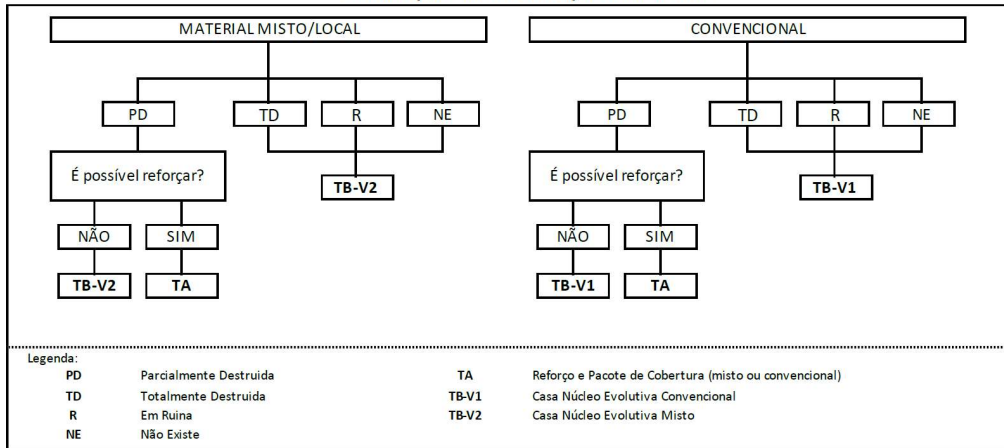 MATERIAL MISTO/LOCAL
PD
TD
R
NE
É possível reforçar?
TB-V2
NÃO
SIM
TB-V2
TA
CONVENCIONAL
PD
TD
R
NE
É possível reforçar?
TB-V1
NÃO
SIM
TB-V1
TA
Legenda:
PD Parcialmente Destruida
TD Totalmente Destruida
R Em Ruina
NE Não Existe
TA Reforço e Pacote de Cobertura (misto ou convencional)
TB-V1 Casa Núcleo Evolutiva Convencional
TB-V2 Casa Núcleo Evolutiva Misto